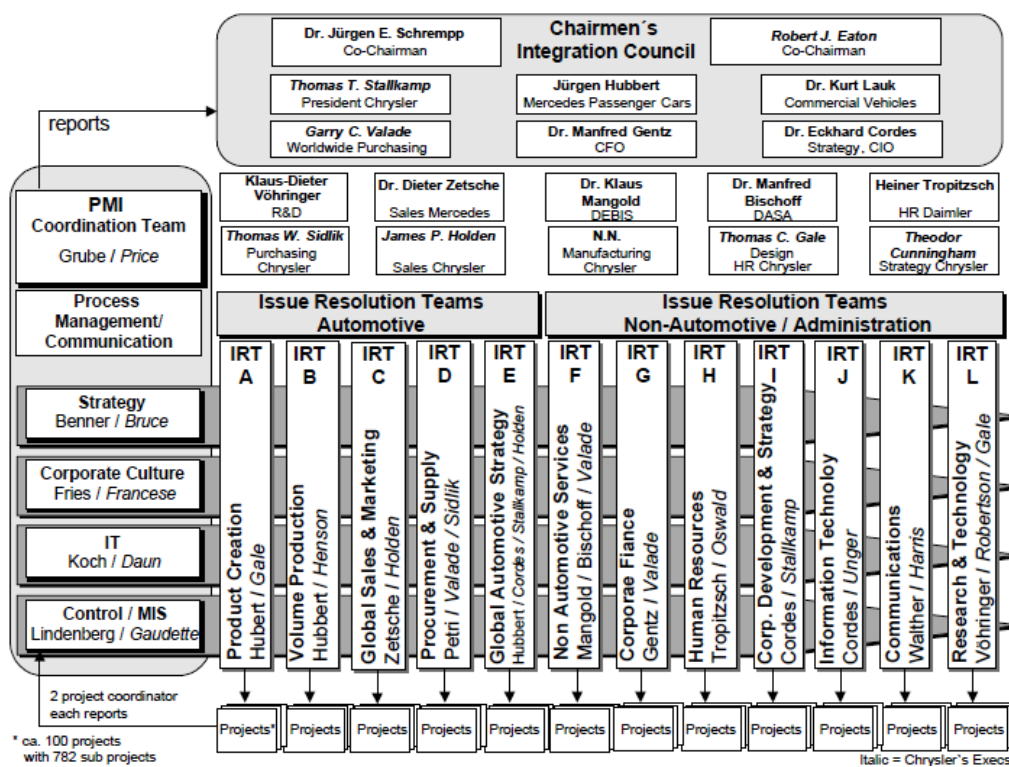 Dr. Jürgen E. Schrempp
Co-Chairman
Chairmen´s
Integration Council
Robert J. Eaton
Co-Chairman
Thomas T. Stallkamp
President Chrysler
Jürgen Hubbert
Mercedes Passenger Cars
Dr. Kurt Lauk
Commercial Vehicles
Garry C. Valade
Worldwide Purchasing
Dr. Manfred Gentz
CFO
Dr. Eckhard Cordes
Strategy, CIO
reports
PMI
Coordination Team
Grube / Price
Process
Management/
Communication
Klaus-Dieter
Vöhringer
R&D
Dr. Dieter Zetsche
Sales Mercedes
Dr. Klaus
Mangold
DEBIS
Dr. Manfred
Bischoff
DASA
Heiner Tropitzsch
HR Daimler
Thomas W. Sidlik
Purchasing
Chrysler
James P. Holden
Sales Chrysler
N.N.
Manufacturing
Chrysler
Thomas C. Gale
Design
HR Chrysler
Theodor
Cunningham
Strategy Chrysler
Issue Resolution Teams
Automotive
Issue Resolution Teams
Non-Automotive / Administration
Strategy
Benner / Bruce
Corporate Culture
Fries / Francese
IT
Koch / Daun
Control / MIS
Lindenberg / Gaudette
IRT
A
Product Creation
Hubert / Gale
IRT
B
Volume Production
Hubbert / Henson
IRT
C
Global Sales & Marketing
Zetsche / Holden
IRT
D
Procurement & Supply
Petri / Valade / Sidlik
IRT
E
Global Automotive Strategy
Hubbert / Cordes / Stallkamp / Holden
IRT
F
Non Automotive Services
Mangold / Bischoff / Valade
IRT
G
Corporae Fiance
Gentz / Valade
IRT
H
Human Resources
Tropitzsch / Oswald
IRT
I
Corp. Development & Strategy
Cordes / Stallkamp
IRT
J
Information Technoloy
Cordes / Unger
IRT
K
Communications
Walther / Harris
IRT
L
Research & Technology
Vöhringer / Robertson / Gale
2 project coordinator
each reports
Projects*
Projects
Projects
Projects
Projects
Projects
Projects
Projects
Projects
Projects
Projects
Projects
* ca. 100 projects
with 782 sub projects
Italic = Chrysler`s Execs